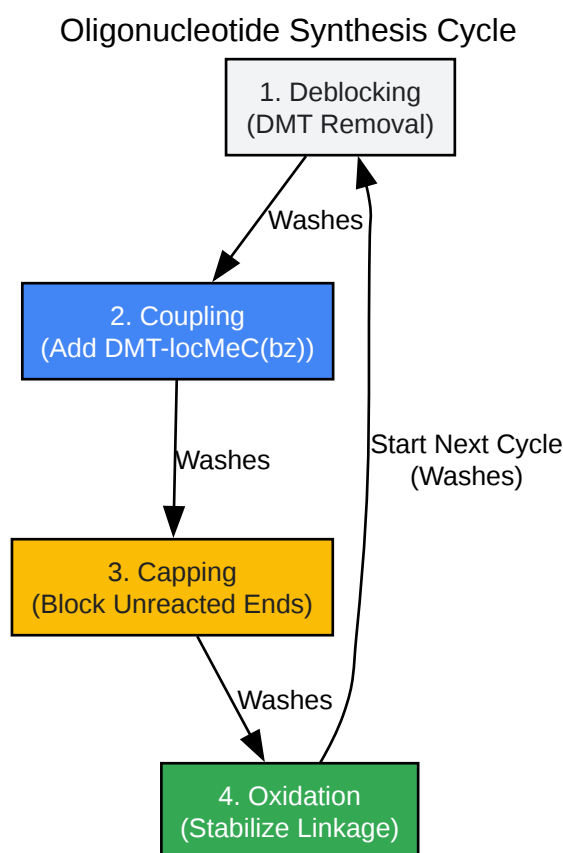 Oligonucleotide Synthesis Cycle
1. Deblocking
(DMT Removal)
Washes
2. Coupling
(Add DMT-locMeC(bz))
Washes
Start Next Cycle
(Washes)
3. Capping
(Block Unreacted Ends)
Washes
4. Oxidation
(Stabilize Linkage)